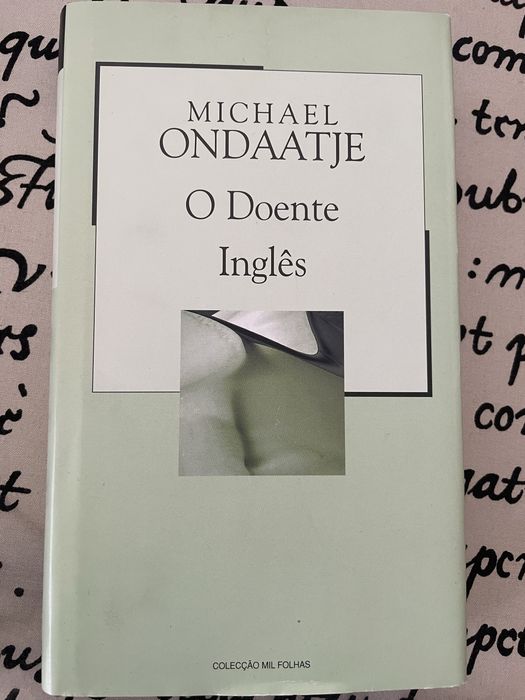 MICHAEL
ONDAATJE
O Doente
Inglês
COLECÇÃO MIL FOLHAS